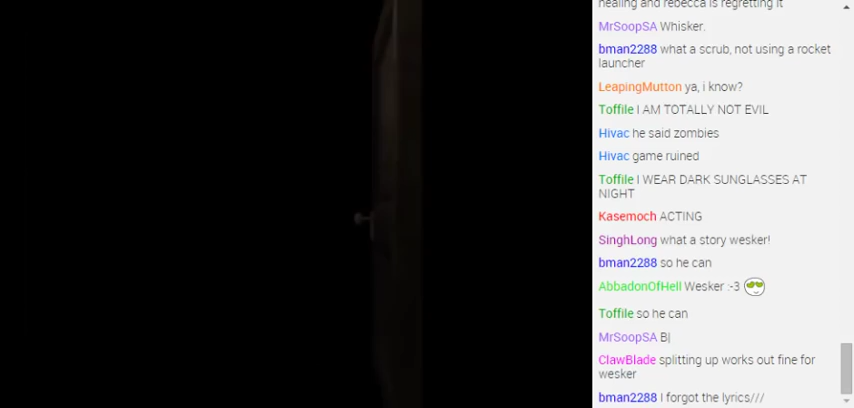 healing and rebecca is regretting it
MrSoopSA Whisker.
bman2288 what a scrub, not using a rocket
launcher
LeapingMutton ya, i know?
Toffile I AM TOTALLY NOT EVIL
Hivac he said zombies
Hivac game ruined
Toffile I WEAR DARK SUNGLASSES AT
NIGHT
Kasemoch ACTING
SinghLong what a story wesker!
bman2288 so he can
AbbadonOfHell Wesker :-3
Toffile so he can
MrSoopSA B|
ClawBlade splitting up works out fine for
wesker
bman2288 I forgot the lyrics///